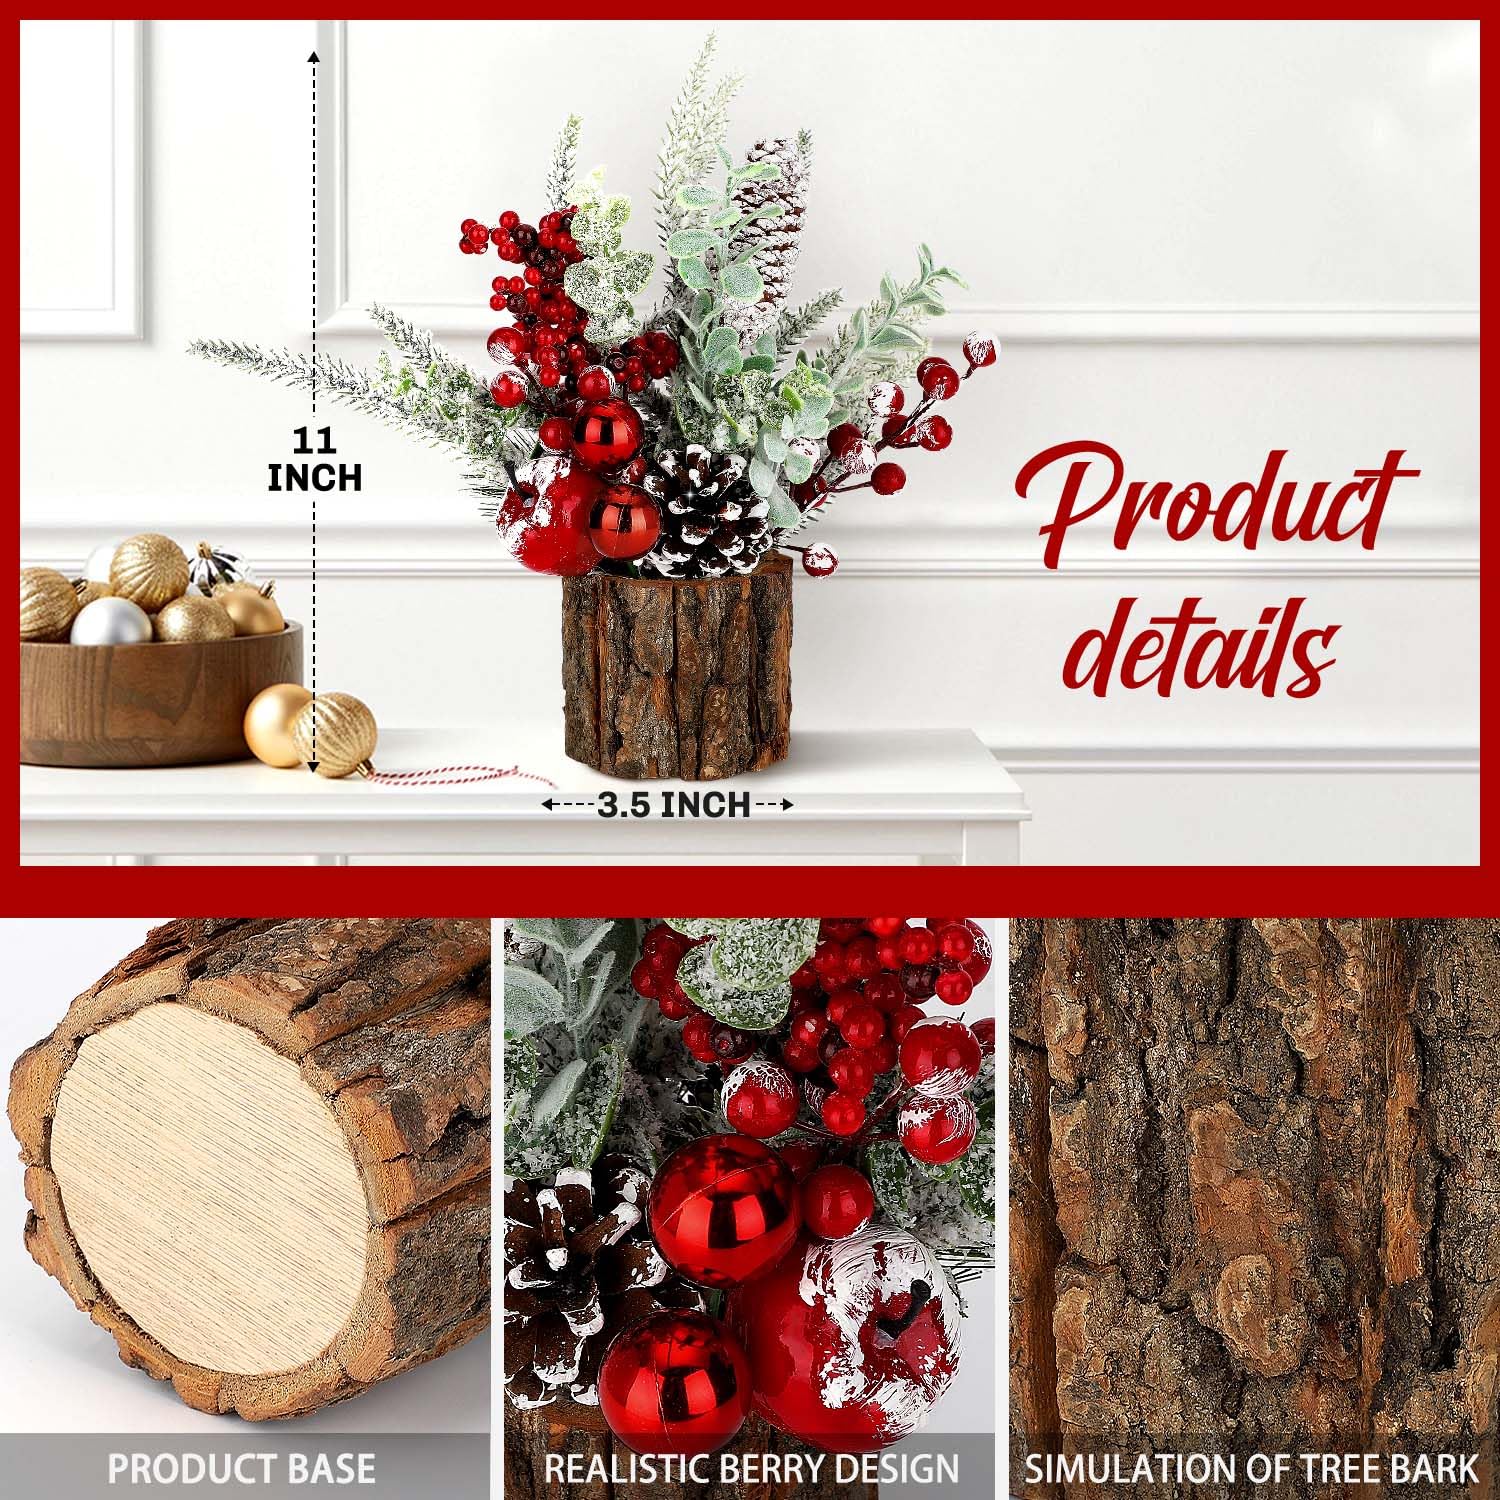 11
INCH
3.5 INCH
Product
details
PRODUCT BASE
REALISTIC BERRY DESIGN
SIMULATION OF TREE BARK